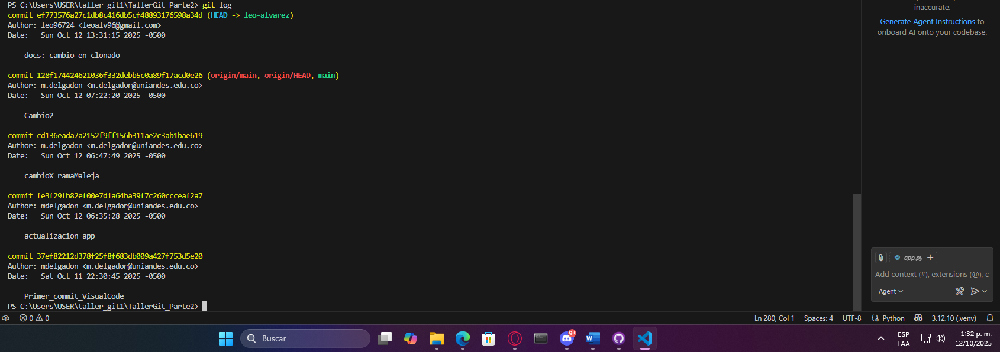 PS C:\Users\USER\taller_git1\TallerGit_Parte2> git log
commit ef773576a27c1db8c416db5cf48893176598a34d (HEAD -> leo-alvarez)
Author: leo96724 <leoalv96@gmail.com>
Date:   Sun Oct 12 13:31:15 2025 -0500
docs: cambio en clonado
commit 128f174424621036f332debb5c0a89f17acd0e26 (origin/main, origin/HEAD, main)
Author: m.delgadon <m.delgadon@uniandes.edu.co>
Date:   Sun Oct 12 07:22:20 2025 -0500
Cambio2
commit cd136eada7a2152f9ff156b311ae2c3ab1bae619
Author: m.delgadon <m.delgadon@uniandes.edu.co>
Date:   Sun Oct 12 06:47:49 2025 -0500
cambioX_ramaMaleja
commit fe3f29fb82ef00e7d1a64ba39f7c260ccceaf2a7
Author: mdelgadon <m.delgadon@uniandes.edu.co>
Date:   Sun Oct 12 06:35:28 2025 -0500
actualizacion_app
commit 37ef82212d378f25f8f683db009a427f753d5e20
Author: mdelgadon <m.delgadon@uniandes.edu.co>
Date:   Sat Oct 11 22:30:45 2025 -0500
Primer_commit_VisualCode
PS C:\Users\USER\taller_git1\TallerGit_Parte2>
inaccurate.
Generate Agent Instructions to
onboard AI onto your codebase.
app.py
Add context (#), extensions (@), c
Agent
0 0
Ln 280, Col 1 Spaces: 4 UTF-8 Python 3.12.10 (.venv)
Buscar
9+
ESP
LAA
1:32 p. m.
12/10/2025